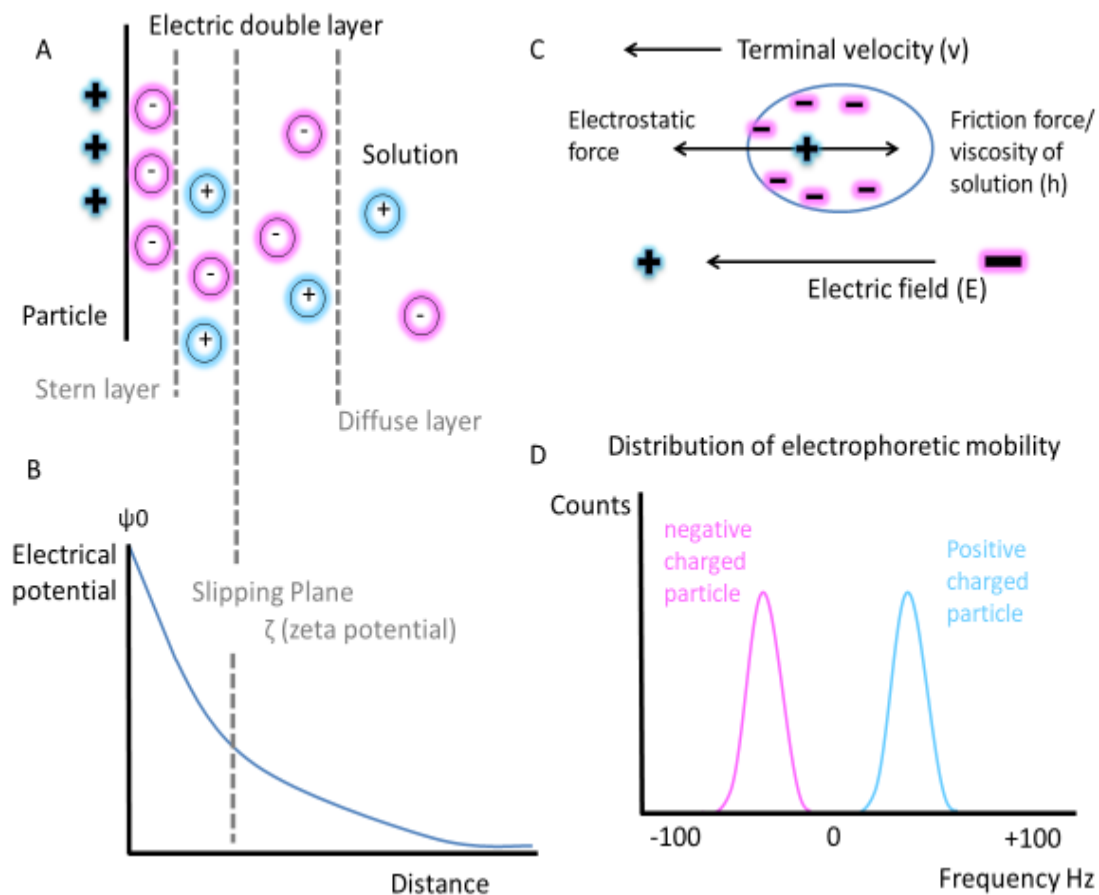 A
Electric double layer
Solution
Particle
Stern layer
Diffuse layer
B
ψ0
Electrical
potential
Slipping Plane
ζ (zeta potential)
Distance
C
Terminal velocity (v)
Electrostatic
force
Friction force/
viscosity of
solution (h)
Electric field (E)
D
Distribution of electrophoretic mobility
Counts
negative
charged
particle
Positive
charged
particle
-100
0
+100
Frequency Hz